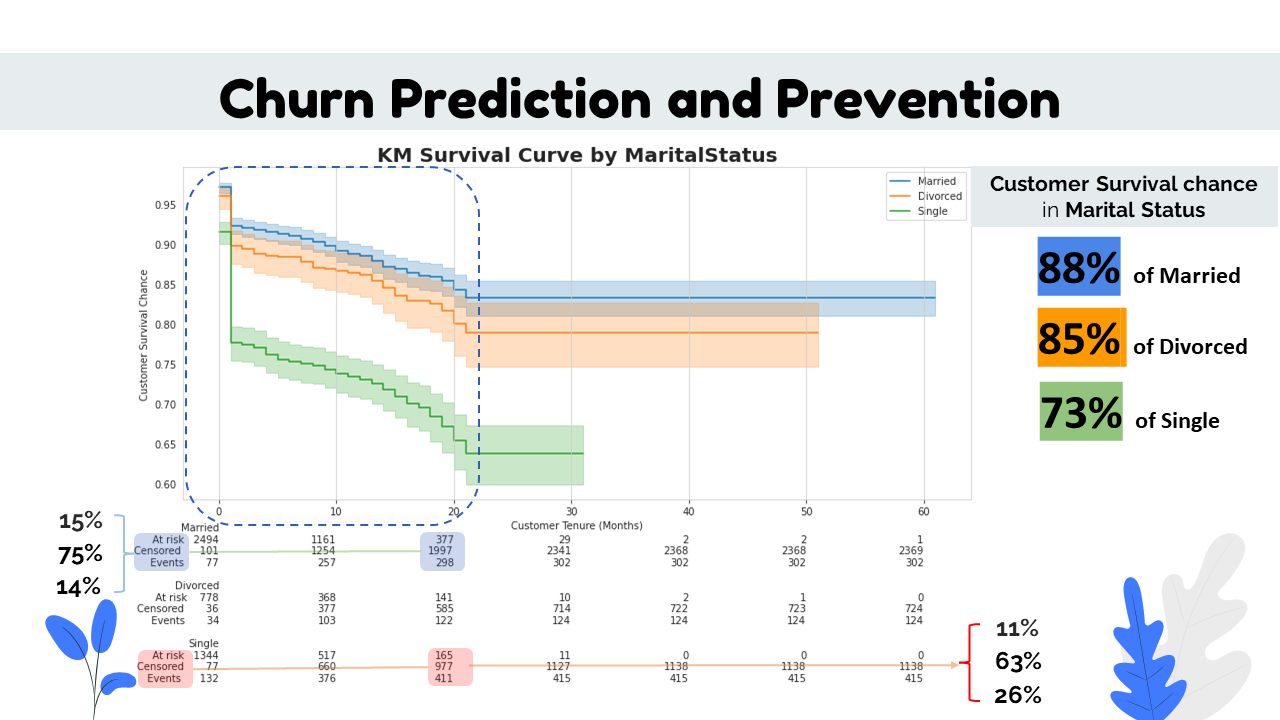 Churn Prediction and Prevention
KM Survival Curve by MaritalStatus
Married
Divorced
Single
Customer Survival Chance
0.95
0.90
0.85
0.80
0.75
0.70
0.65
0.60
0 10 20 30 40 50 60
Customer Tenure (Months)
Customer Survival chance
in Marital Status
88% of Married
85% of Divorced
73% of Single
15%
75%
14%
Married
At risk 2494 1161 377 29 2 2 1
Censored 101 1254 1997 2341 2368 2368 2369
Events 77 257 298 302 302 302 302
Divorced
At risk 778 368 141 10 2 1 0
Censored 36 377 585 714 722 723 724
Events 34 103 122 124 124 124 124
Single
At risk 1344 517 165 11 0 0 0
Censored 77 660 977 1127 1138 1138 1138
Events 132 376 411 415 415 415 415
11%
63%
26%